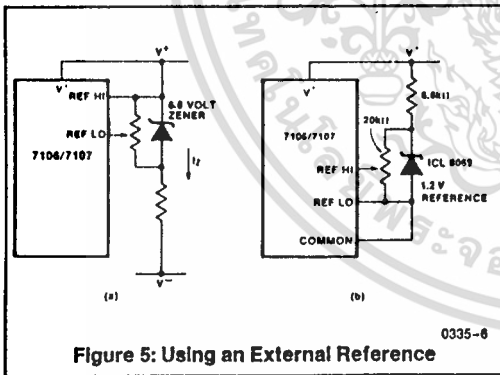 V+
V+
REF HI
6.8 VOLT
ZENER
REF LO
7106/7107
IZ
V−
(a)
V+
V+
6.8kΩ
20kΩ
7106/7107
ICL 8069
REF HI
1.2 V
REFERENCE
REF LO
COMMON
(b)
0335-6
Figure 5: Using an External Reference